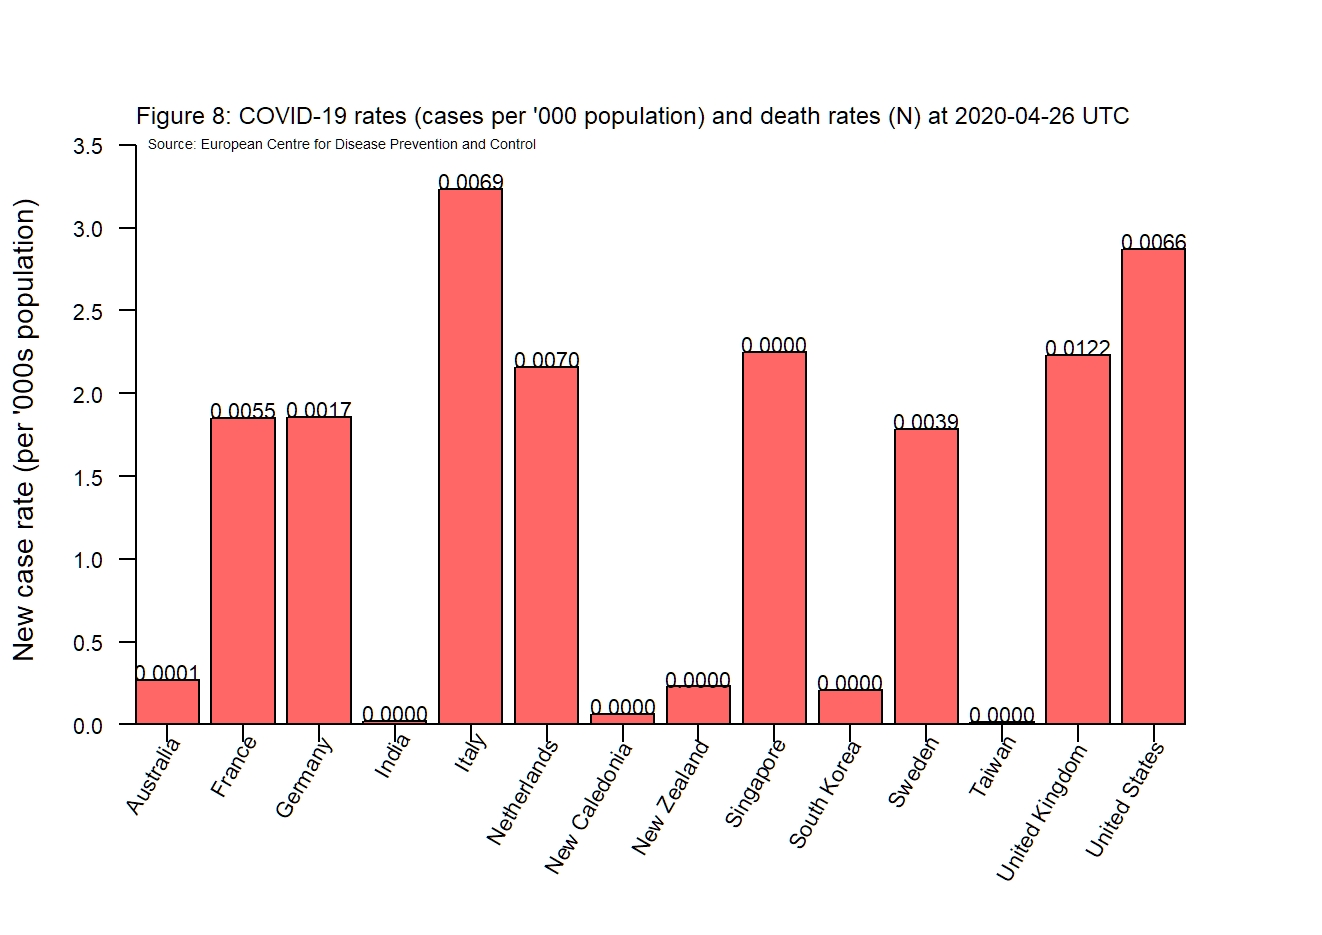 Figure 8: COVID-19 rates (cases per '000 population) and death rates (N) at 2020-04-26 UTC
Source: European Centre for Disease Prevention and Control
New case rate (per '000s population)
3.5
3.0
2.5
2.0
1.5
1.0
0.5
0.0
0.0001
0.0055
0.0017
0.0000
0.0069
0.0070
0.0000
0.0000
0.0000
0.0000
0.0039
0.0000
0.0122
0.0066
Australia
France
Germany
India
Italy
Netherlands
New Caledonia
New Zealand
Singapore
South Korea
Sweden
Taiwan
United Kingdom
United States